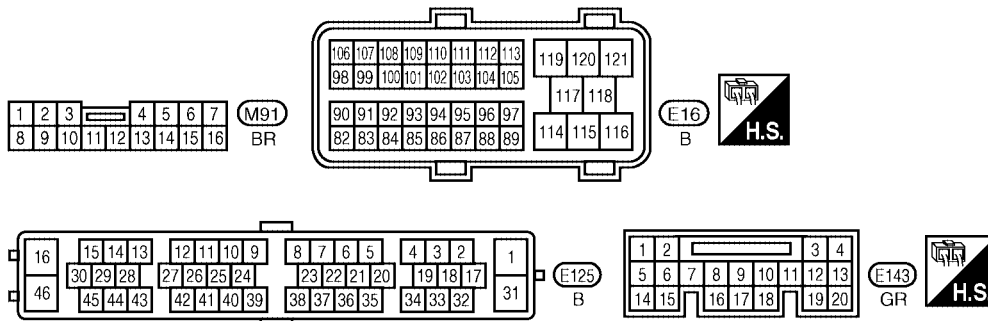 106 107 108 109 110 111 112 113 119 120 121
98 99 100 101 102 103 104 105
117 118
90 91 92 93 94 95 96 97
82 83 84 85 86 87 88 89 114 115 116
E16
B
H.S.
1 2 3 4 5 6 7
8 9 10 11 12 13 14 15 16
M91
BR
16 15 14 13 12 11 10 9 8 7 6 5 4 3 2 1
30 29 28 27 26 25 24 23 22 21 20 19 18 17
46 45 44 43 42 41 40 39 38 37 36 35 34 33 32 31
E125
B
1 2 3 4
5 6 7 8 9 10 11 12 13
14 15 16 17 18 19 20
E143
GR
H.S